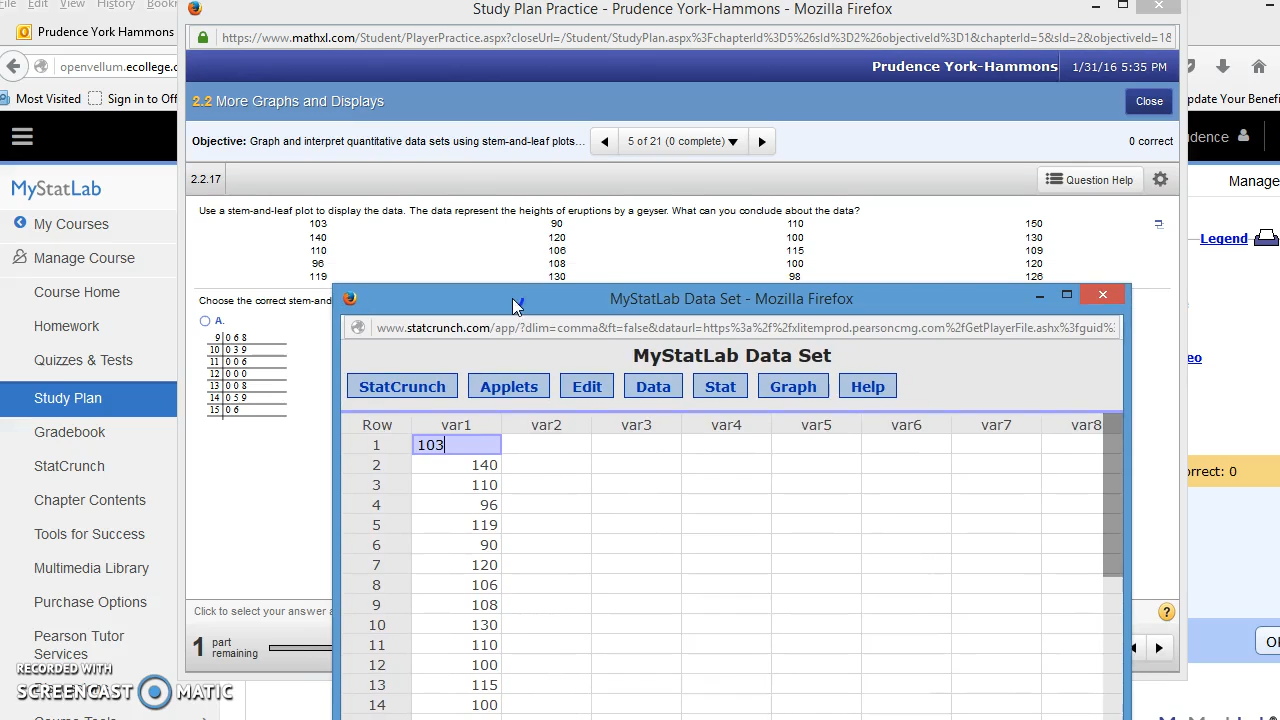 File Edit View History Bookm
Study Plan Practice - Prudence York-Hammons - Mozilla Firefox
Prudence York-Hammons
https://www.mathxl.com/Student/PlayerPractice.aspx?closeUrl=/Student/StudyPlan.aspx%3FchapterId%3D5%26sId%3D2%26objectiveId%3D1&chapterId=5&sId=2&objectiveId=1&
openvellum.ecollege.c
Prudence York-Hammons 1/31/16 5:35 PM
Most Visited Sign in to Off
pdate Your Benefi
2.2 More Graphs and Displays
Close
Objective: Graph and interpret quantitative data sets using stem-and-leaf plots... 5 of 21 (0 complete) 0 correct
dence
2.2.17
Question Help
Manage
MyStatLab
Use a stem-and-leaf plot to display the data. The data represent the heights of eruptions by a geyser. What can you conclude about the data?
103 90 110 150
140 120 100 130
110 106 115 109
96 108 100 120
119 130 98 126
Legend
My Courses
Manage Course
Course Home
Homework
Quizzes & Tests
Study Plan
Gradebook
StatCrunch
Chapter Contents
Tools for Success
Multimedia Library
Purchase Options
Pearson Tutor
Services
Choose the correct stem-and
A.
9 0 6 8
10 0 3 9
11 0 0 6
12 0 0 0
13 0 0 8
14 0 5 9
15 0 6
MyStatLab Data Set - Mozilla Firefox
www.statcrunch.com/app/?dlim=comma&ft=false&dataurl=https%3a%2f%2fxlitemprod.pearsoncmg.com%2fGetPlayerFile.ashx%3fguid%:
MyStatLab Data Set
StatCrunch Applets Edit Data Stat Graph Help
Row var1 var2 var3 var4 var5 var6 var7 var8
1 103
2 140
3 110
4 96
5 119
6 90
7 120
8 106
9 108
10 130
11 110
12 100
13 115
14 100
eo
rrect: 0
Click to select your answer a
1 part
remaining
?
OI
RECORDED WITH
SCREENCAST MATIC